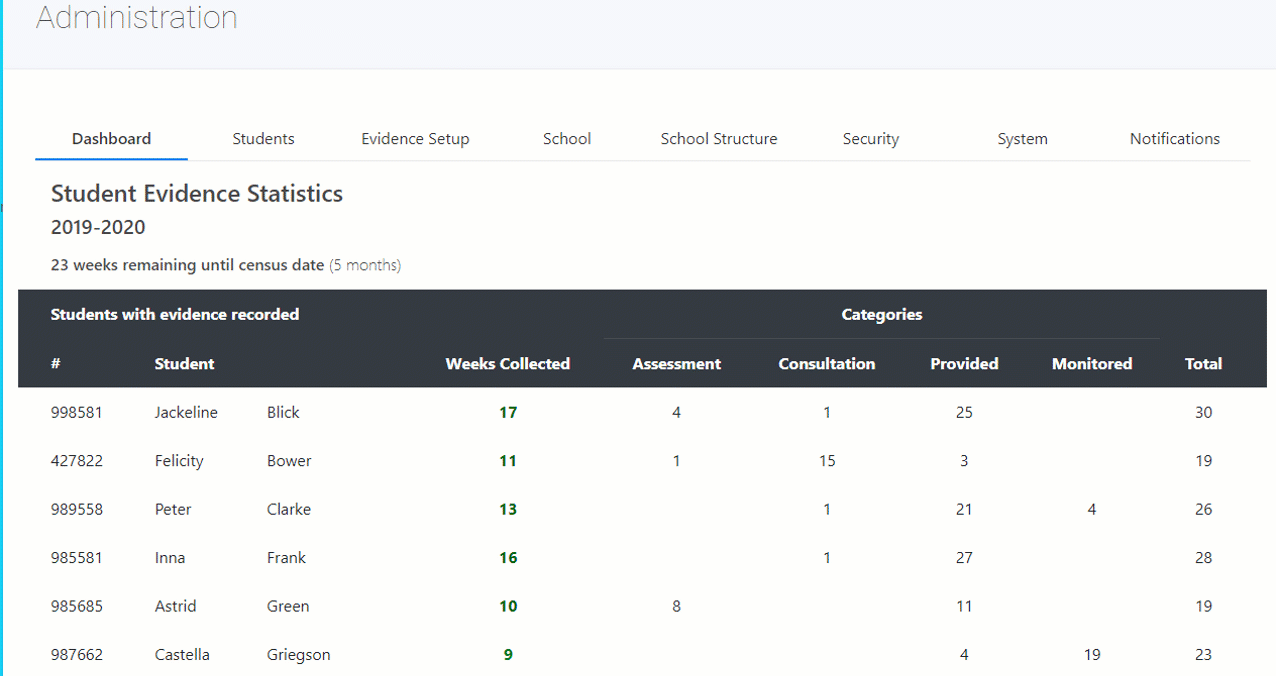 Administration
Dashboard Students Evidence Setup School School Structure Security System Notifications
Student Evidence Statistics
2019-2020
23 weeks remaining until census date (5 months)
Students with evidence recorded Categories
# Student Weeks Collected Assessment Consultation Provided Monitored Total
998581 Jackeline Blick 17 4 1 25 30
427822 Felicity Bower 11 1 15 3 19
989558 Peter Clarke 13 1 21 4 26
985581 Inna Frank 16 1 27 28
985685 Astrid Green 10 8 11 19
987662 Castella Griegson 9 4 19 23